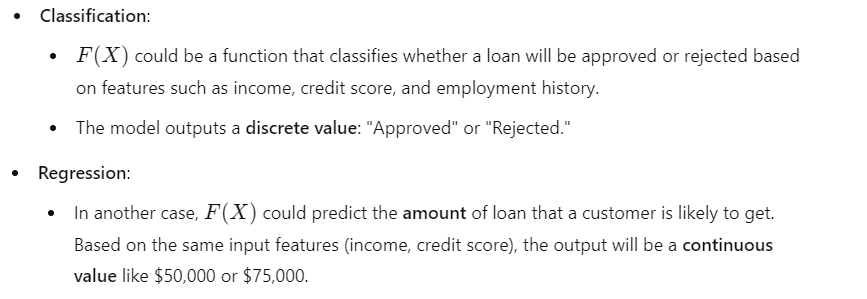 • Classification:
• F(X) could be a function that classifies whether a loan will be approved or rejected based
on features such as income, credit score, and employment history.
• The model outputs a discrete value: "Approved" or "Rejected."
• Regression:
• In another case, F(X) could predict the amount of loan that a customer is likely to get.
Based on the same input features (income, credit score), the output will be a continuous
value like $50,000 or $75,000.